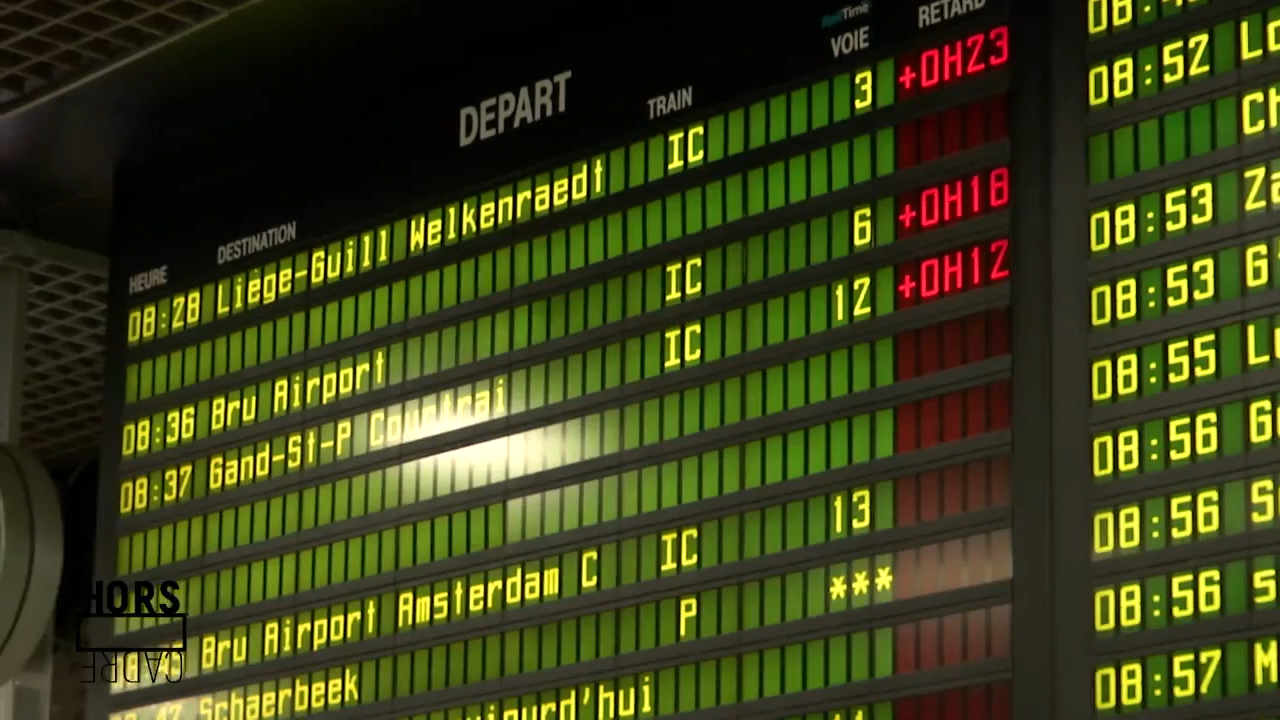 RailTime
DEPART TRAIN VOIE RETARD
HEURE DESTINATION
08:28 Liège-Guill Welkenraedt IC 3 +0H23
08:36 Bru Airport IC 6 +0H18
08:37 Gand-St-P Courtrai IC 12 +0H12
Bru Airport Amsterdam C IC 13
Schaerbeek P ***
08:52
08:53
08:53
08:55
08:56
08:56
08:56
08:57
HORS
CADRE